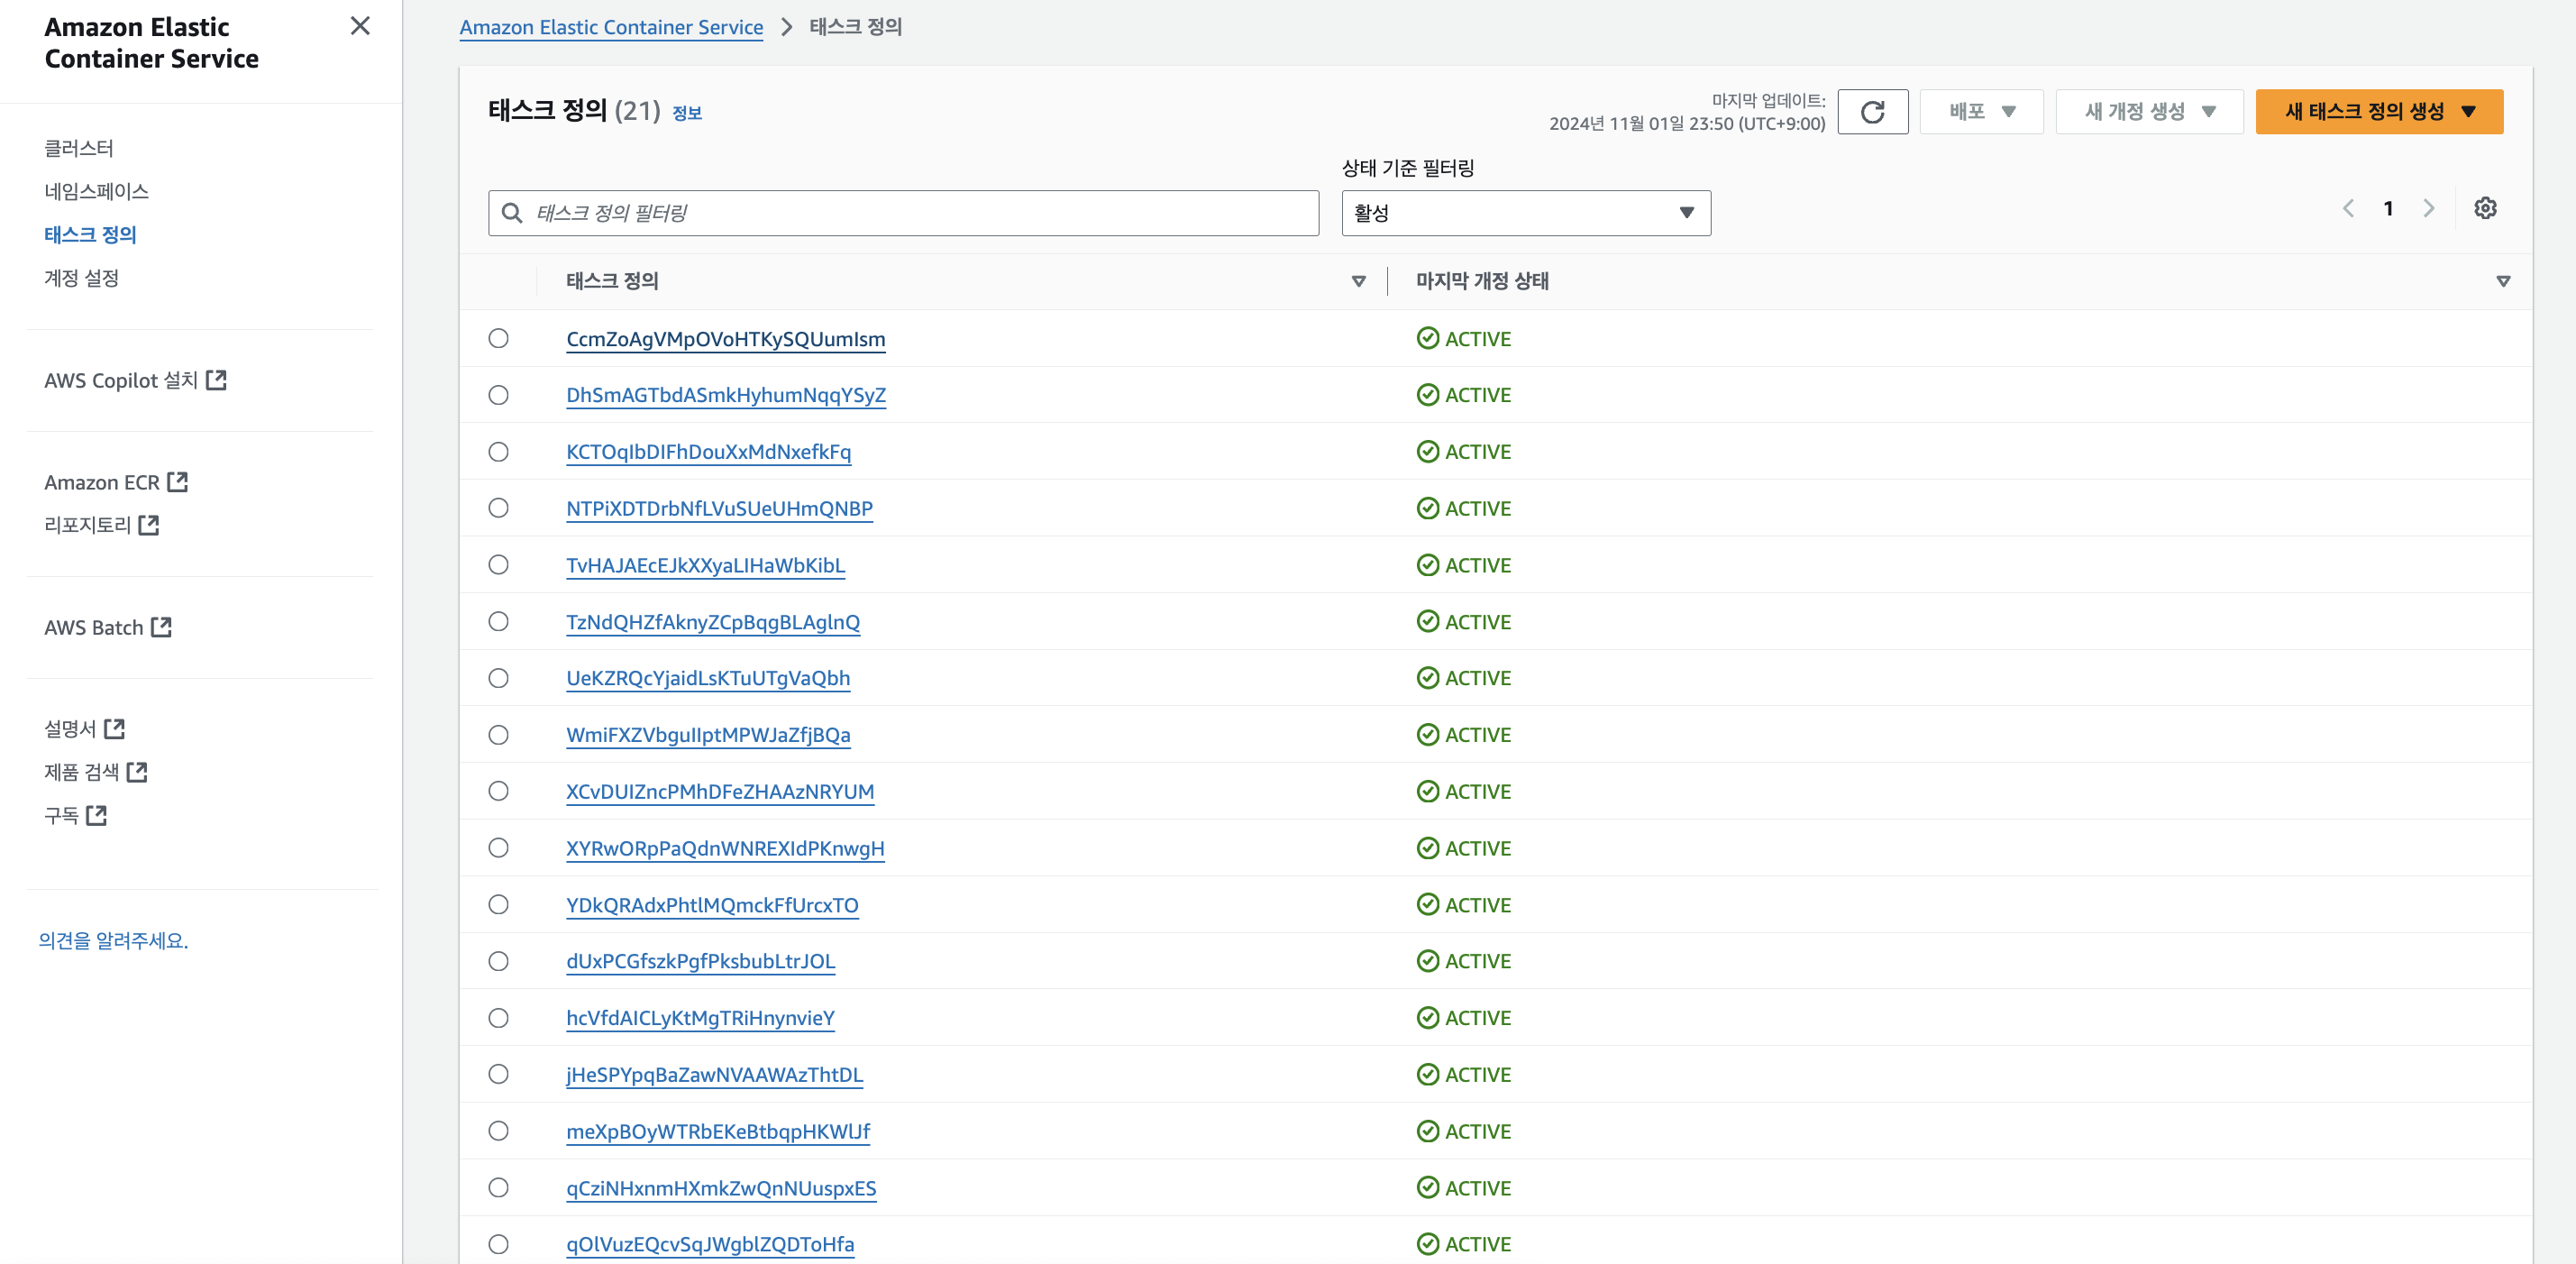 Amazon Elastic
Container Service
클러스터
네임스페이스
태스크 정의
계정 설정
AWS Copilot 설치
Amazon ECR
리포지토리
AWS Batch
설명서
제품 검색
구독
의견을 알려주세요.
Amazon Elastic Container Service > 태스크 정의
태스크 정의 (21) 정보
마지막 업데이트:
2024년 11월 01일 23:50 (UTC+9:00)
배포
새 개정 생성
새 태스크 정의 생성
상태 기준 필터링
태스크 정의 필터링
활성
1
태스크 정의 마지막 개정 상태
CcmZoAgVMpOVoHTKySQUumIsm ACTIVE
DhSmAGTbdASmkHyhumNqqYSyZ ACTIVE
KCTOqIbDIFhDouXxMdNxefkFq ACTIVE
NTPiXDTDrbNfLVuSUeUHmQNBP ACTIVE
TvHAJAEcEJkXXyaLIHaWbKibL ACTIVE
TzNdQHZfAknyZCpBqgBLAglnQ ACTIVE
UeKZRQcYjaidLsKTuUTgVaQbh ACTIVE
WmiFXZVbguIIptMPWJaZfjBQa ACTIVE
XCvDUIZncPMhDFeZHAAzNRYUM ACTIVE
XYRwORpPaQdnWNREXIdPKnwgH ACTIVE
YDkQRAdxPhtlMQmckFfUrcxTO ACTIVE
dUxPCGfszkPgfPksbubLtrJOL ACTIVE
hcVfdAICLyKtMgTRiHnynvieY ACTIVE
jHeSPYpqBaZawNVAAWAzThtDL ACTIVE
meXpBOyWTRbEKeBtbqpHKWlJf ACTIVE
qCziNHxnmHXmkZwQnNUuspxES ACTIVE
qOlVuzEQcvSqJWgblZQDToHfa ACTIVE